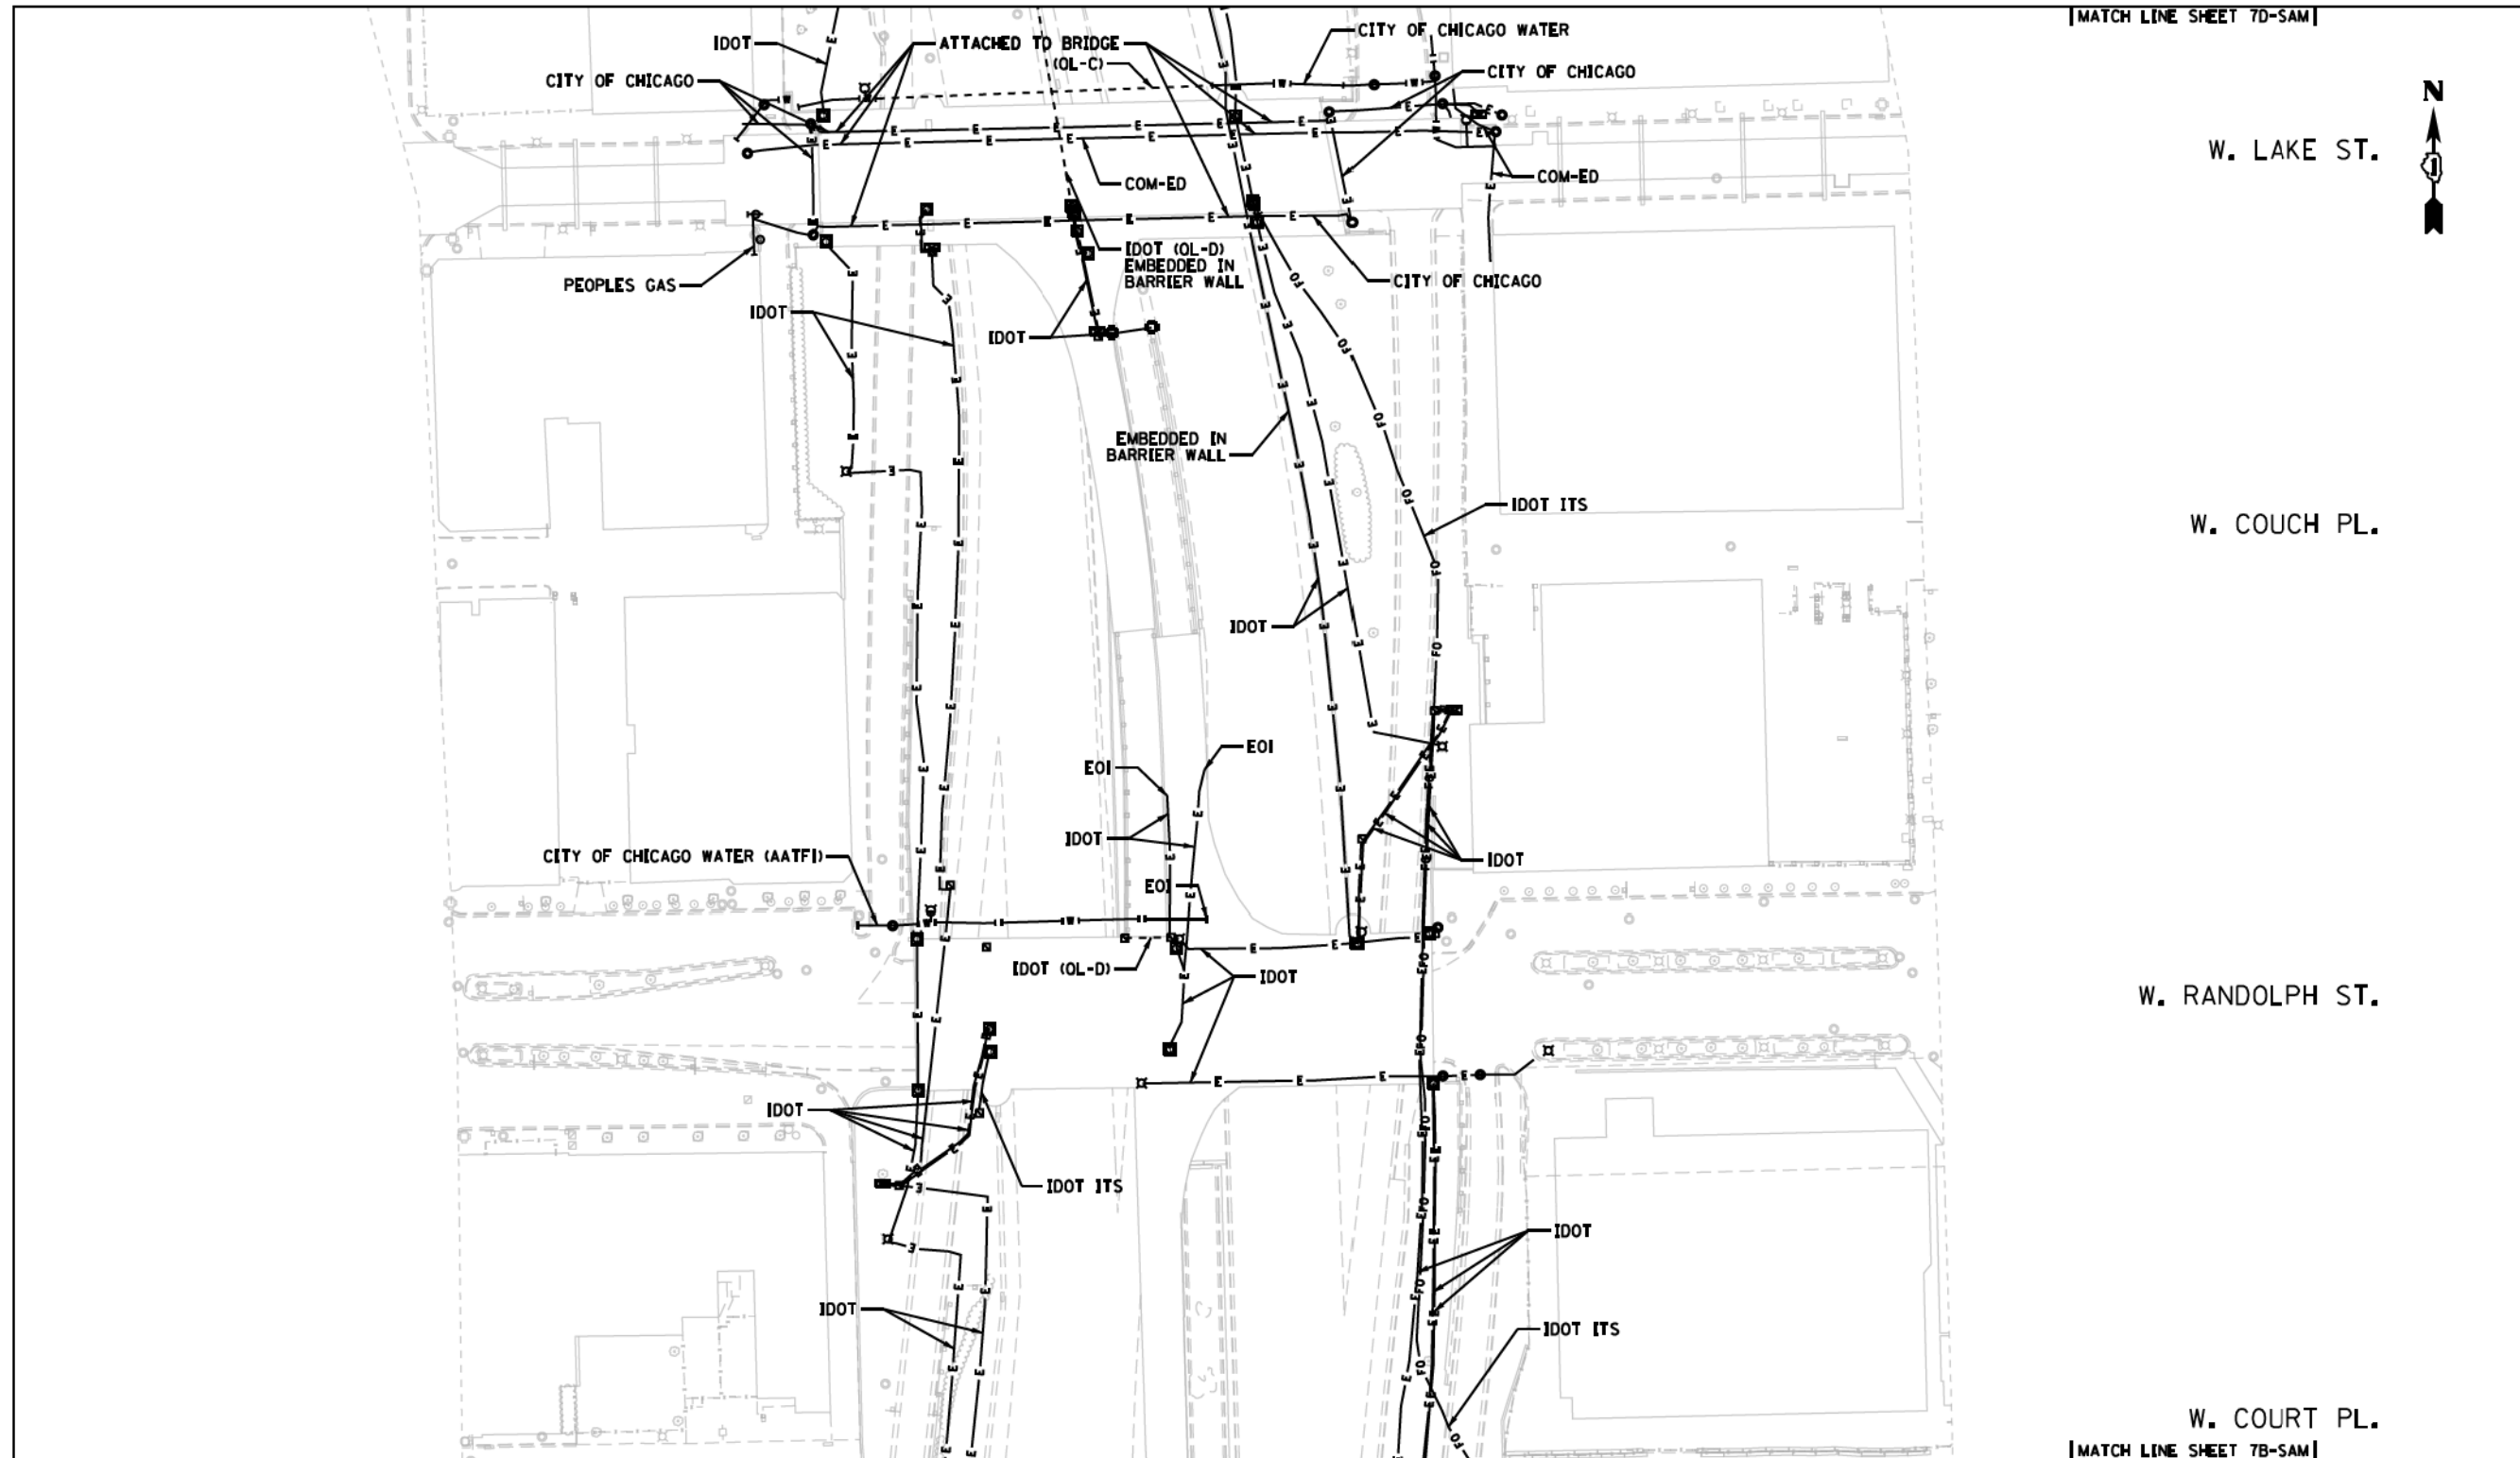 MATCH LINE SHEET 7D-SAM
IDOT
ATTACHED TO BRIDGE
(QL-C)
CITY OF CHICAGO WATER
CITY OF CHICAGO
CITY OF CHICAGO
N
W. LAKE ST.
COM-ED
COM-ED
IDOT (QL-D)
EMBEDDED IN
BARRIER WALL
PEOPLES GAS
CITY OF CHICAGO
IDOT
IDOT
EMBEDDED IN
BARRIER WALL
IDOT ITS
W. COUCH PL.
IDOT
EOI
EOI
IDOT
CITY OF CHICAGO WATER (AATFI)
IDOT
EOI
IDOT (QL-D)
IDOT
W. RANDOLPH ST.
IDOT
IDOT ITS
IDOT
IDOT
IDOT ITS
W. COURT PL.
MATCH LINE SHEET 7B-SAM